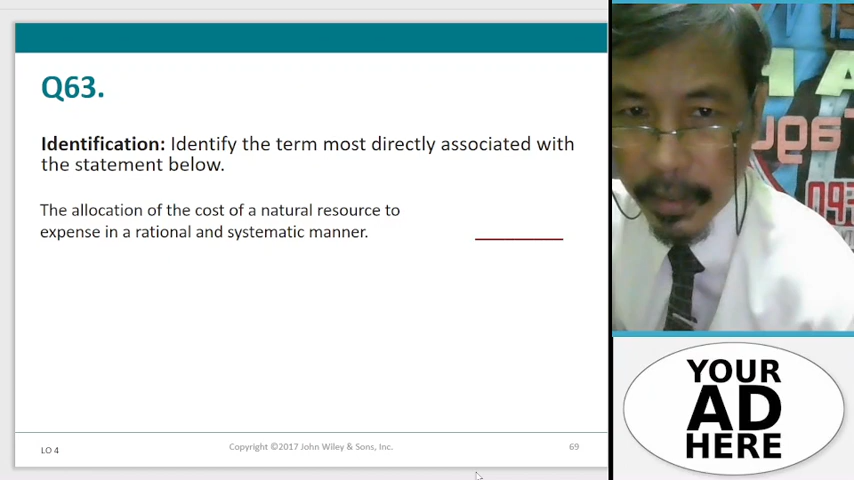 Q63.
Identification: Identify the term most directly associated with
the statement below.
The allocation of the cost of a natural resource to
expense in a rational and systematic manner.
LO 4
Copyright ©2017 John Wiley & Sons, Inc.
69
YOUR
AD
HERE